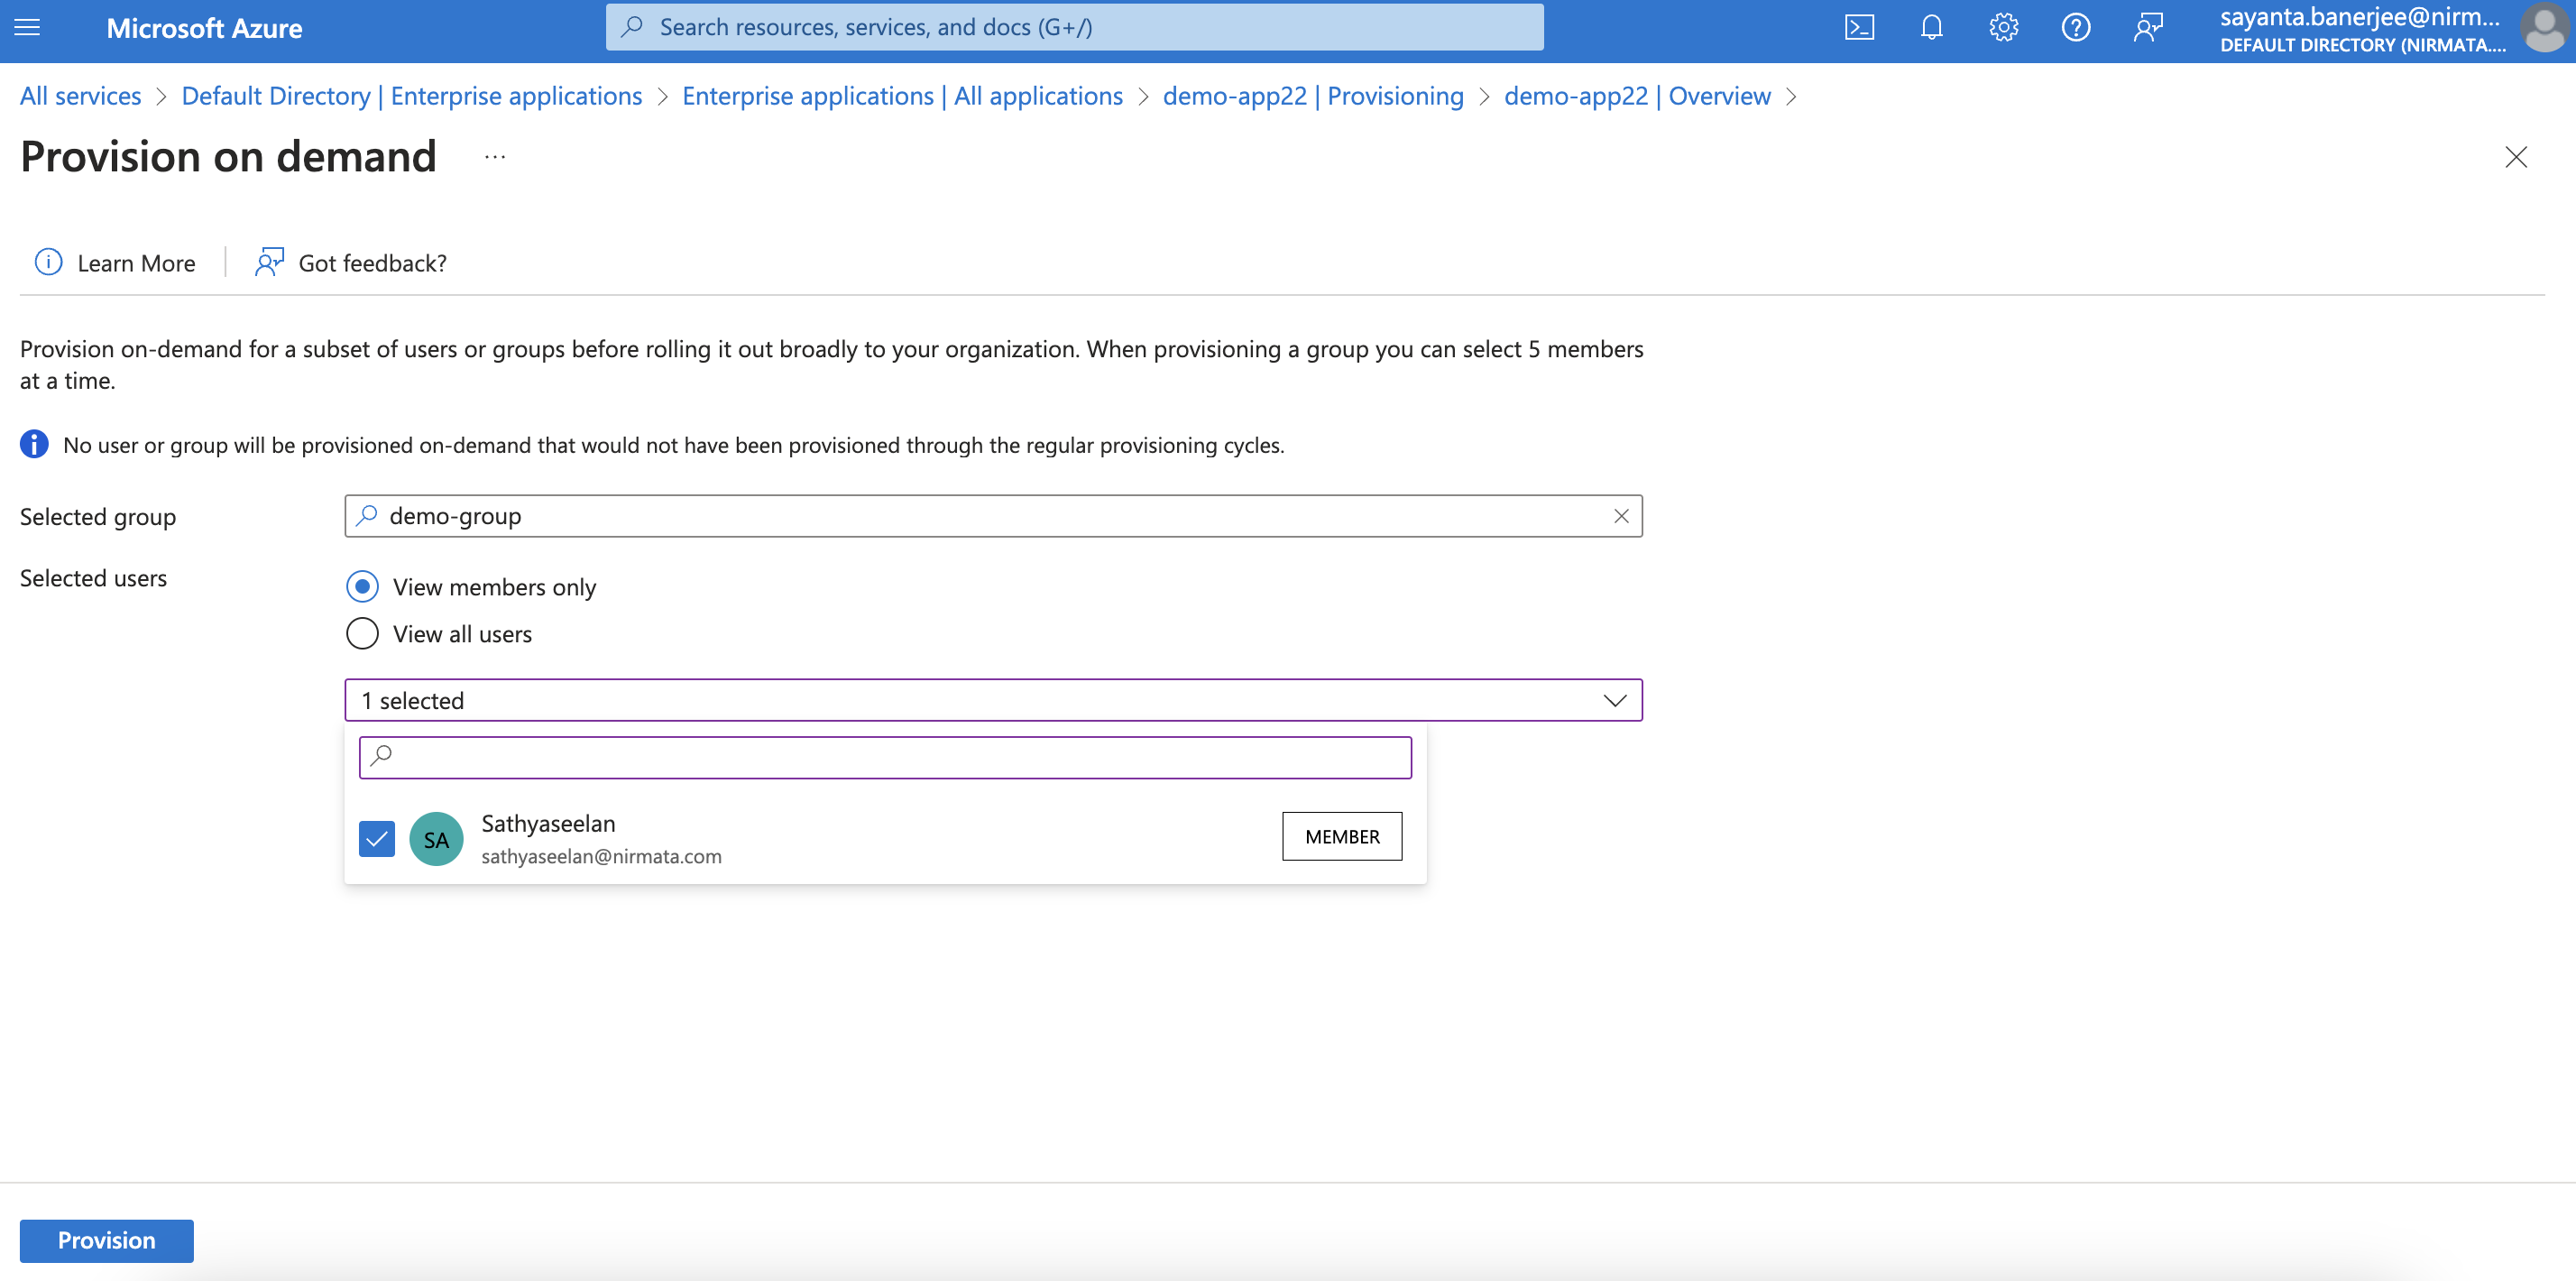 Microsoft Azure
Search resources, services, and docs (G+/)
sayanta.banerjee@nirm...
DEFAULT DIRECTORY (NIRMATA....
All services > Default Directory | Enterprise applications > Enterprise applications | All applications > demo-app22 | Provisioning > demo-app22 | Overview >
Provision on demand ...
Learn More
Got feedback?
Provision on-demand for a subset of users or groups before rolling it out broadly to your organization. When provisioning a group you can select 5 members
at a time.
No user or group will be provisioned on-demand that would not have been provisioned through the regular provisioning cycles.
Selected group
demo-group
Selected users
View members only
View all users
1 selected
SA
Sathyaseelan
sathyaseelan@nirmata.com
MEMBER
Provision